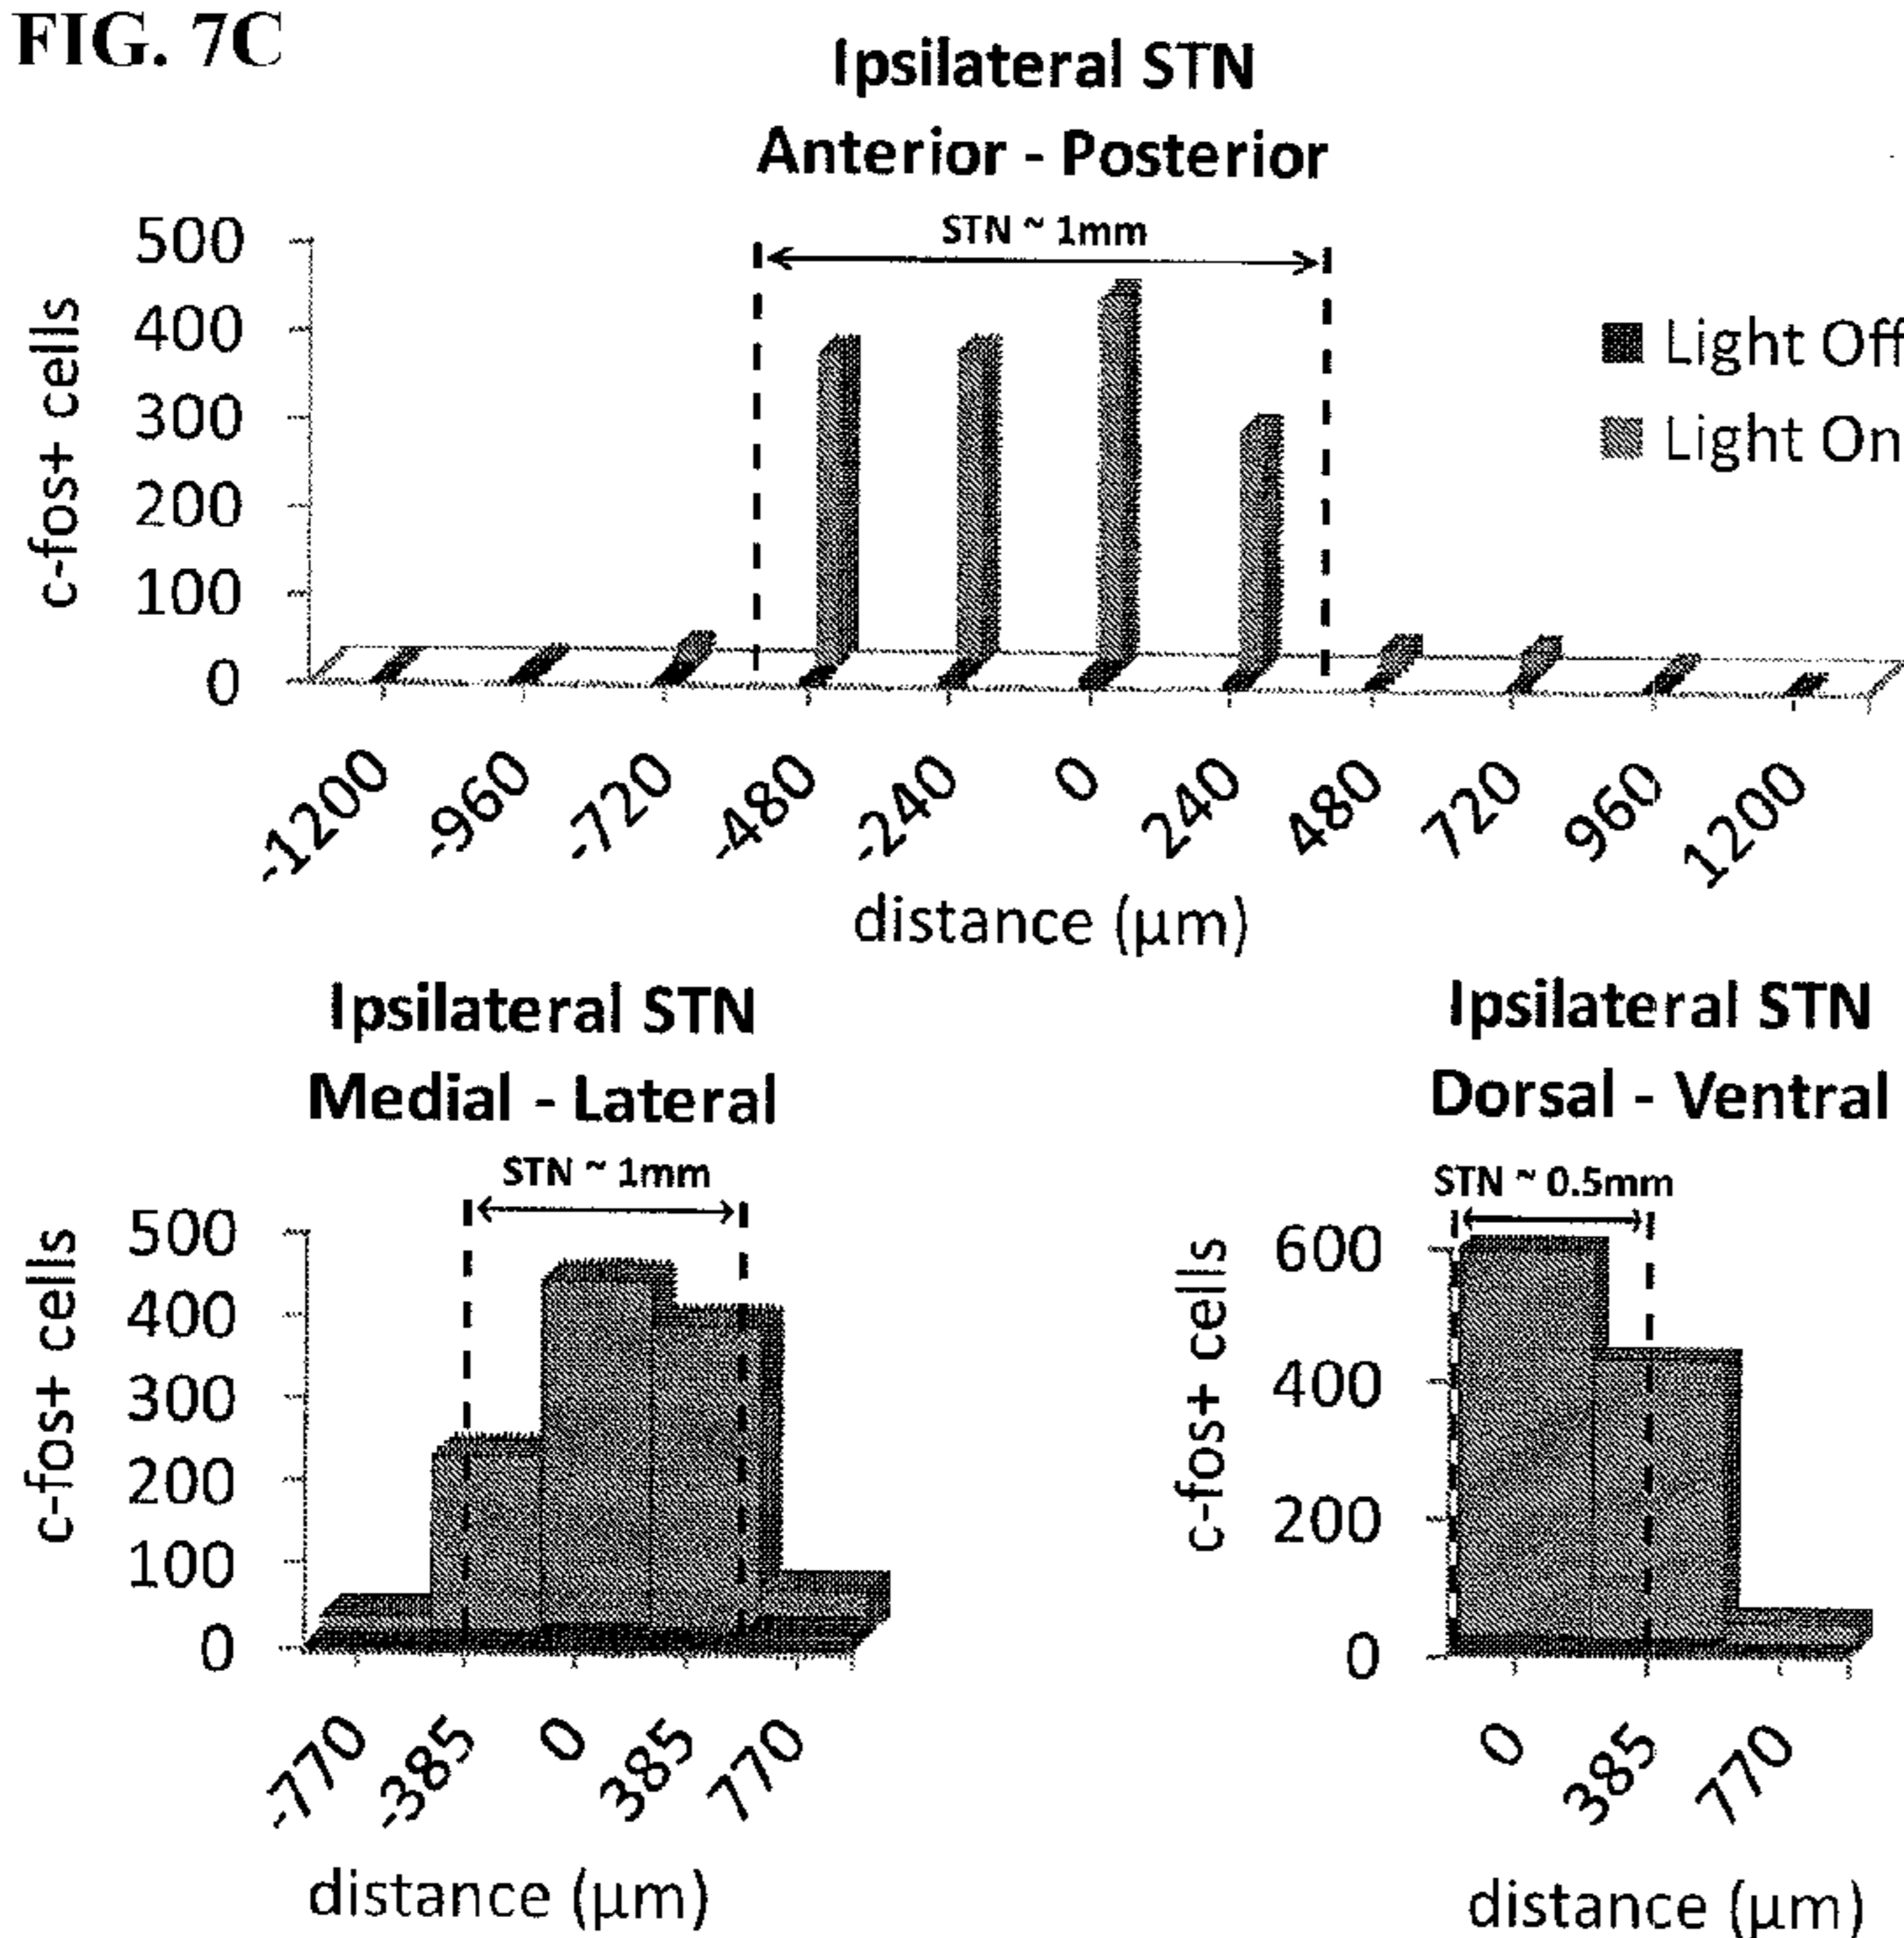 FIG. 7C
Ipsilateral STN
Anterior - Posterior
STN ~ 1mm
500
400
300
200
100
0
c-fos+ cells
Light Off
Light On
-1200 -960 -720 -480 -240 0 240 480 720 960 1200
distance (μm)
Ipsilateral STN
Medial - Lateral
STN ~ 1mm
500
400
300
200
100
0
c-fos+ cells
-770 -385 0 385 770
distance (μm)
Ipsilateral STN
Dorsal - Ventral
STN ~ 0.5mm
600
400
200
0
c-fos+ cells
0 385 770
distance (μm)